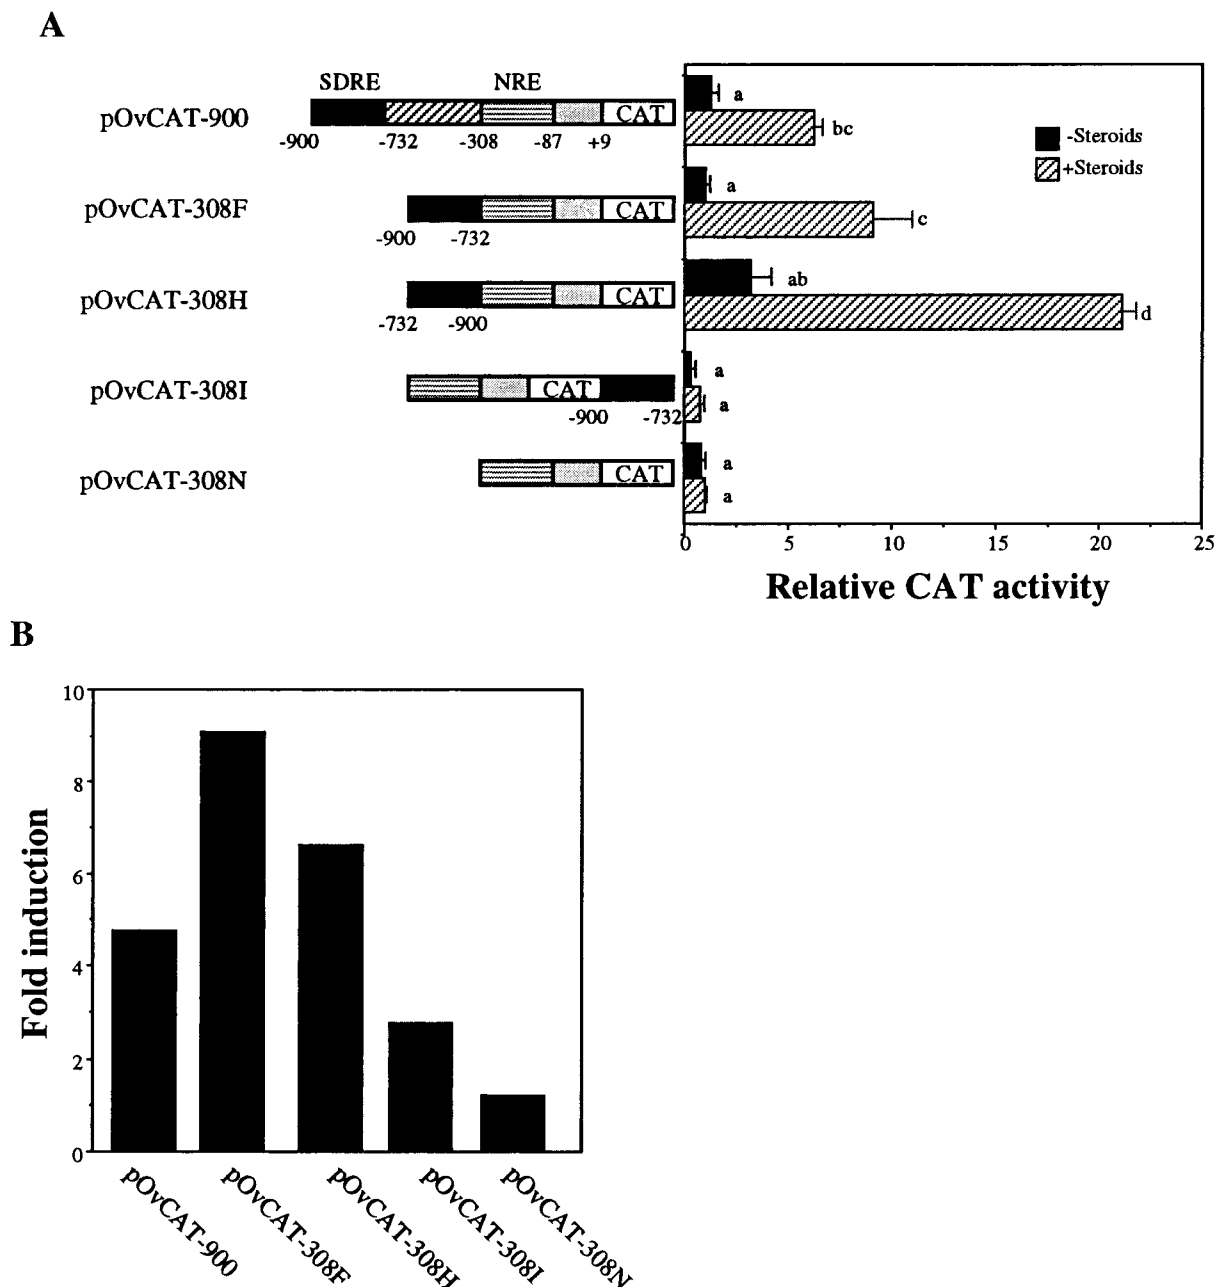 A
SDRE NRE
pOvCAT-900
CAT
-900 -732 -308 -87 +9
a
bc
-Steroids
+Steroids
pOvCAT-308F
CAT
-900 -732
a
c
pOvCAT-308H
CAT
-732 -900
ab
d
pOvCAT-308I
CAT
-900 -732
a
a
pOvCAT-308N
CAT
a
a
0 5 10 15 20 25
Relative CAT activity
B
10
8
6
4
2
0
Fold induction
pOvCAT-900
pOvCAT-308F
pOvCAT-308H
pOvCAT-308I
pOvCAT-308N